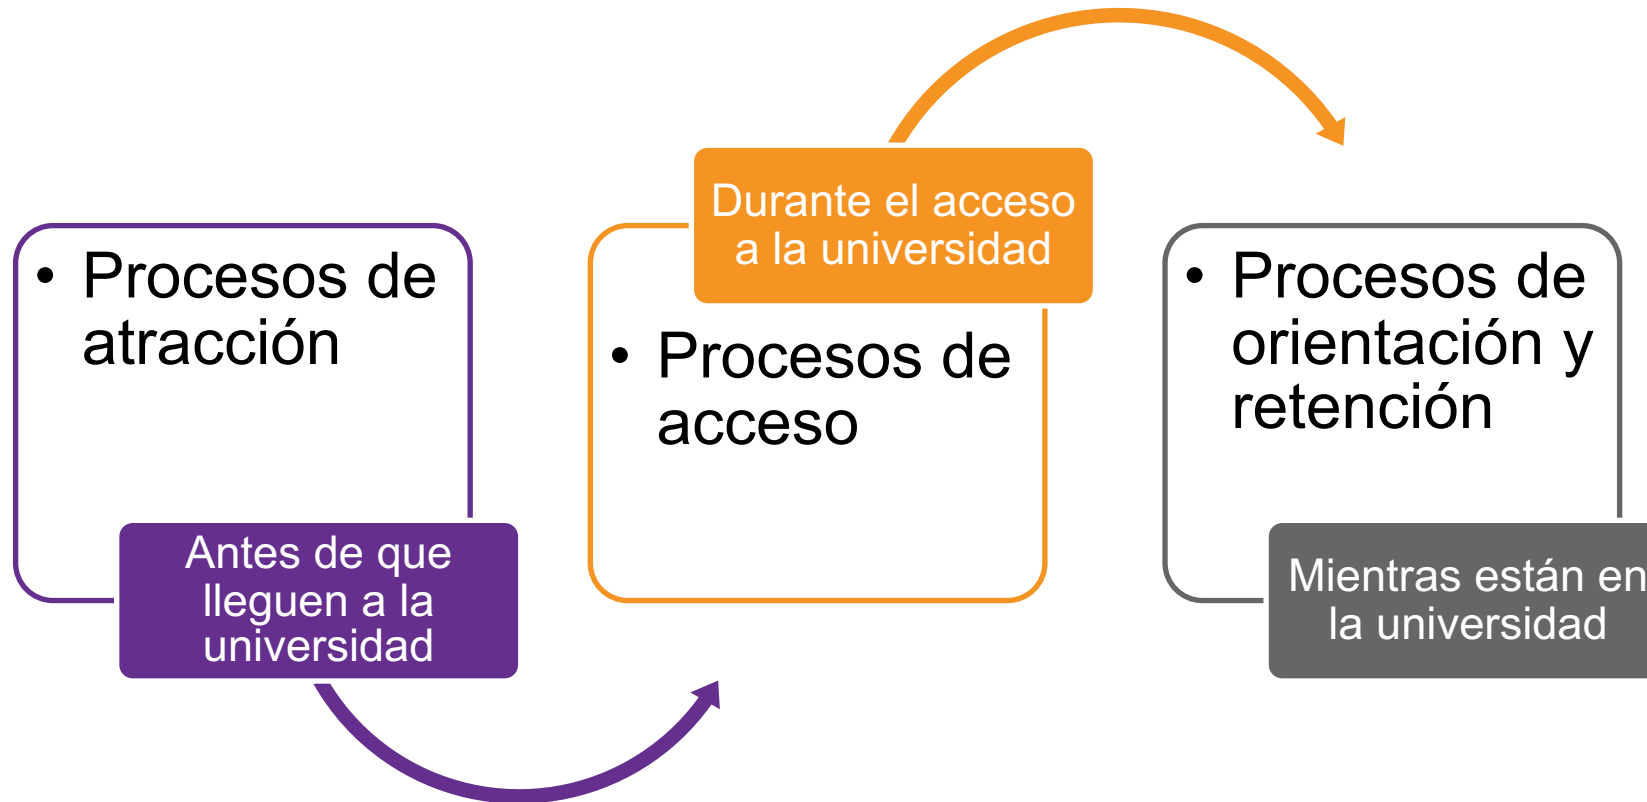 • Procesos de
atracción
Antes de que
lleguen a la
universidad
Durante el acceso
a la universidad
• Procesos de
acceso
• Procesos de
orientación y
retención
Mientras están en
la universidad